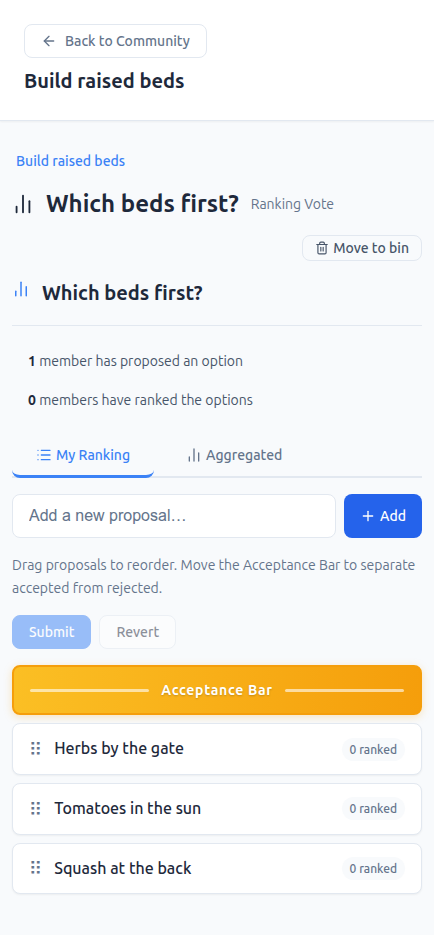 Back to Community
Build raised beds
Build raised beds
Which beds first? Ranking Vote
Move to bin
Which beds first?
1 member has proposed an option
0 members have ranked the options
My Ranking Aggregated
Add a new proposal...
Add
Drag proposals to reorder. Move the Acceptance Bar to separate
accepted from rejected.
Submit Revert
Acceptance Bar
Herbs by the gate 0 ranked
Tomatoes in the sun 0 ranked
Squash at the back 0 ranked